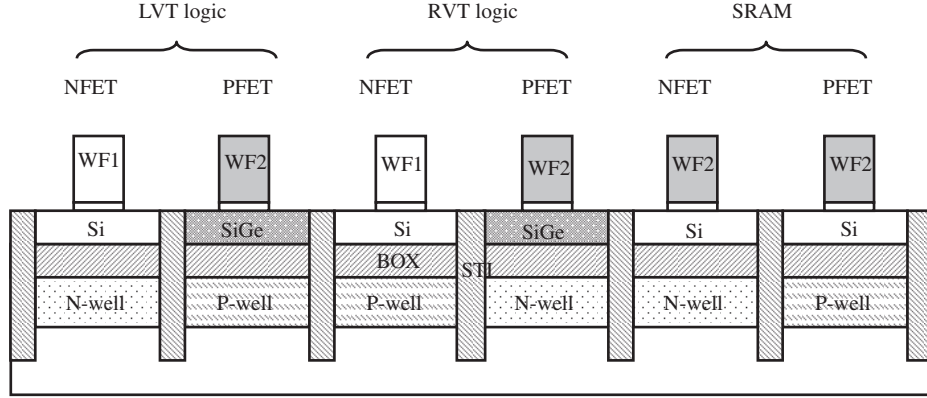 LVT logic RVT logic SRAM
NFET PFET NFET PFET NFET PFET
WF1 WF2 WF1 WF2 WF2 WF2
Si SiGe Si SiGe Si Si
BOX STI
N-well P-well P-well N-well N-well P-well